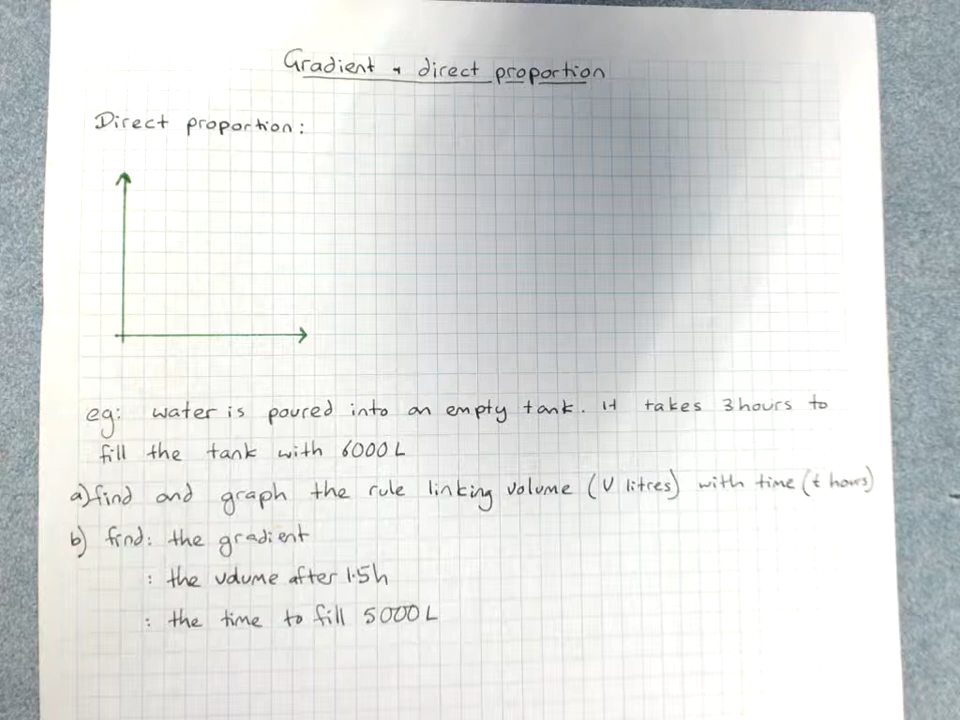 Gradient & direct proportion
Direct proportion:
eg: water is poured into an empty tank. It takes 3 hours to
fill the tank with 6000 L
a) find and graph the rule linking volume (V litres) with time (t hours)
b) find: the gradient
: the volume after 1.5h
: the time to fill 5000 L